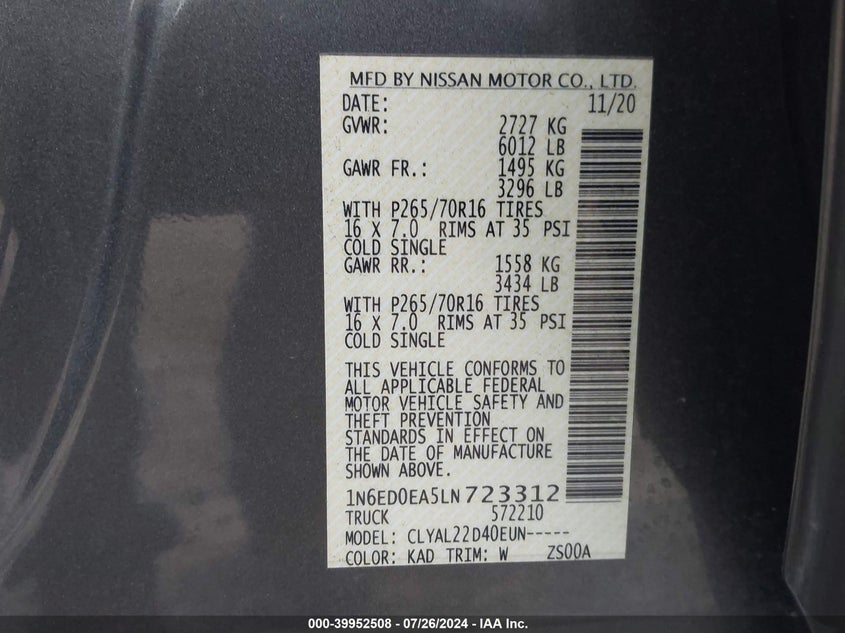 MFD BY NISSAN MOTOR CO., LTD.
DATE: 11/20
GVWR: 2727 KG
6012 LB
GAWR FR.: 1495 KG
3296 LB
WITH P265/70R16 TIRES
16 X 7.0 RIMS AT 35 PSI
COLD SINGLE
GAWR RR.: 1558 KG
3434 LB
WITH P265/70R16 TIRES
16 X 7.0 RIMS AT 35 PSI
COLD SINGLE
THIS VEHICLE CONFORMS TO
ALL APPLICABLE FEDERAL
MOTOR VEHICLE SAFETY AND
THEFT PREVENTION
STANDARDS IN EFFECT ON
THE DATE OF MANUFACTURE
SHOWN ABOVE.
1N6ED0EA5LN723312
TRUCK 572210
MODEL: CLYAL22D40EUN-----
COLOR: KAD TRIM: W ZS00A
000-39952508 - 07/26/2024 - IAA Inc.